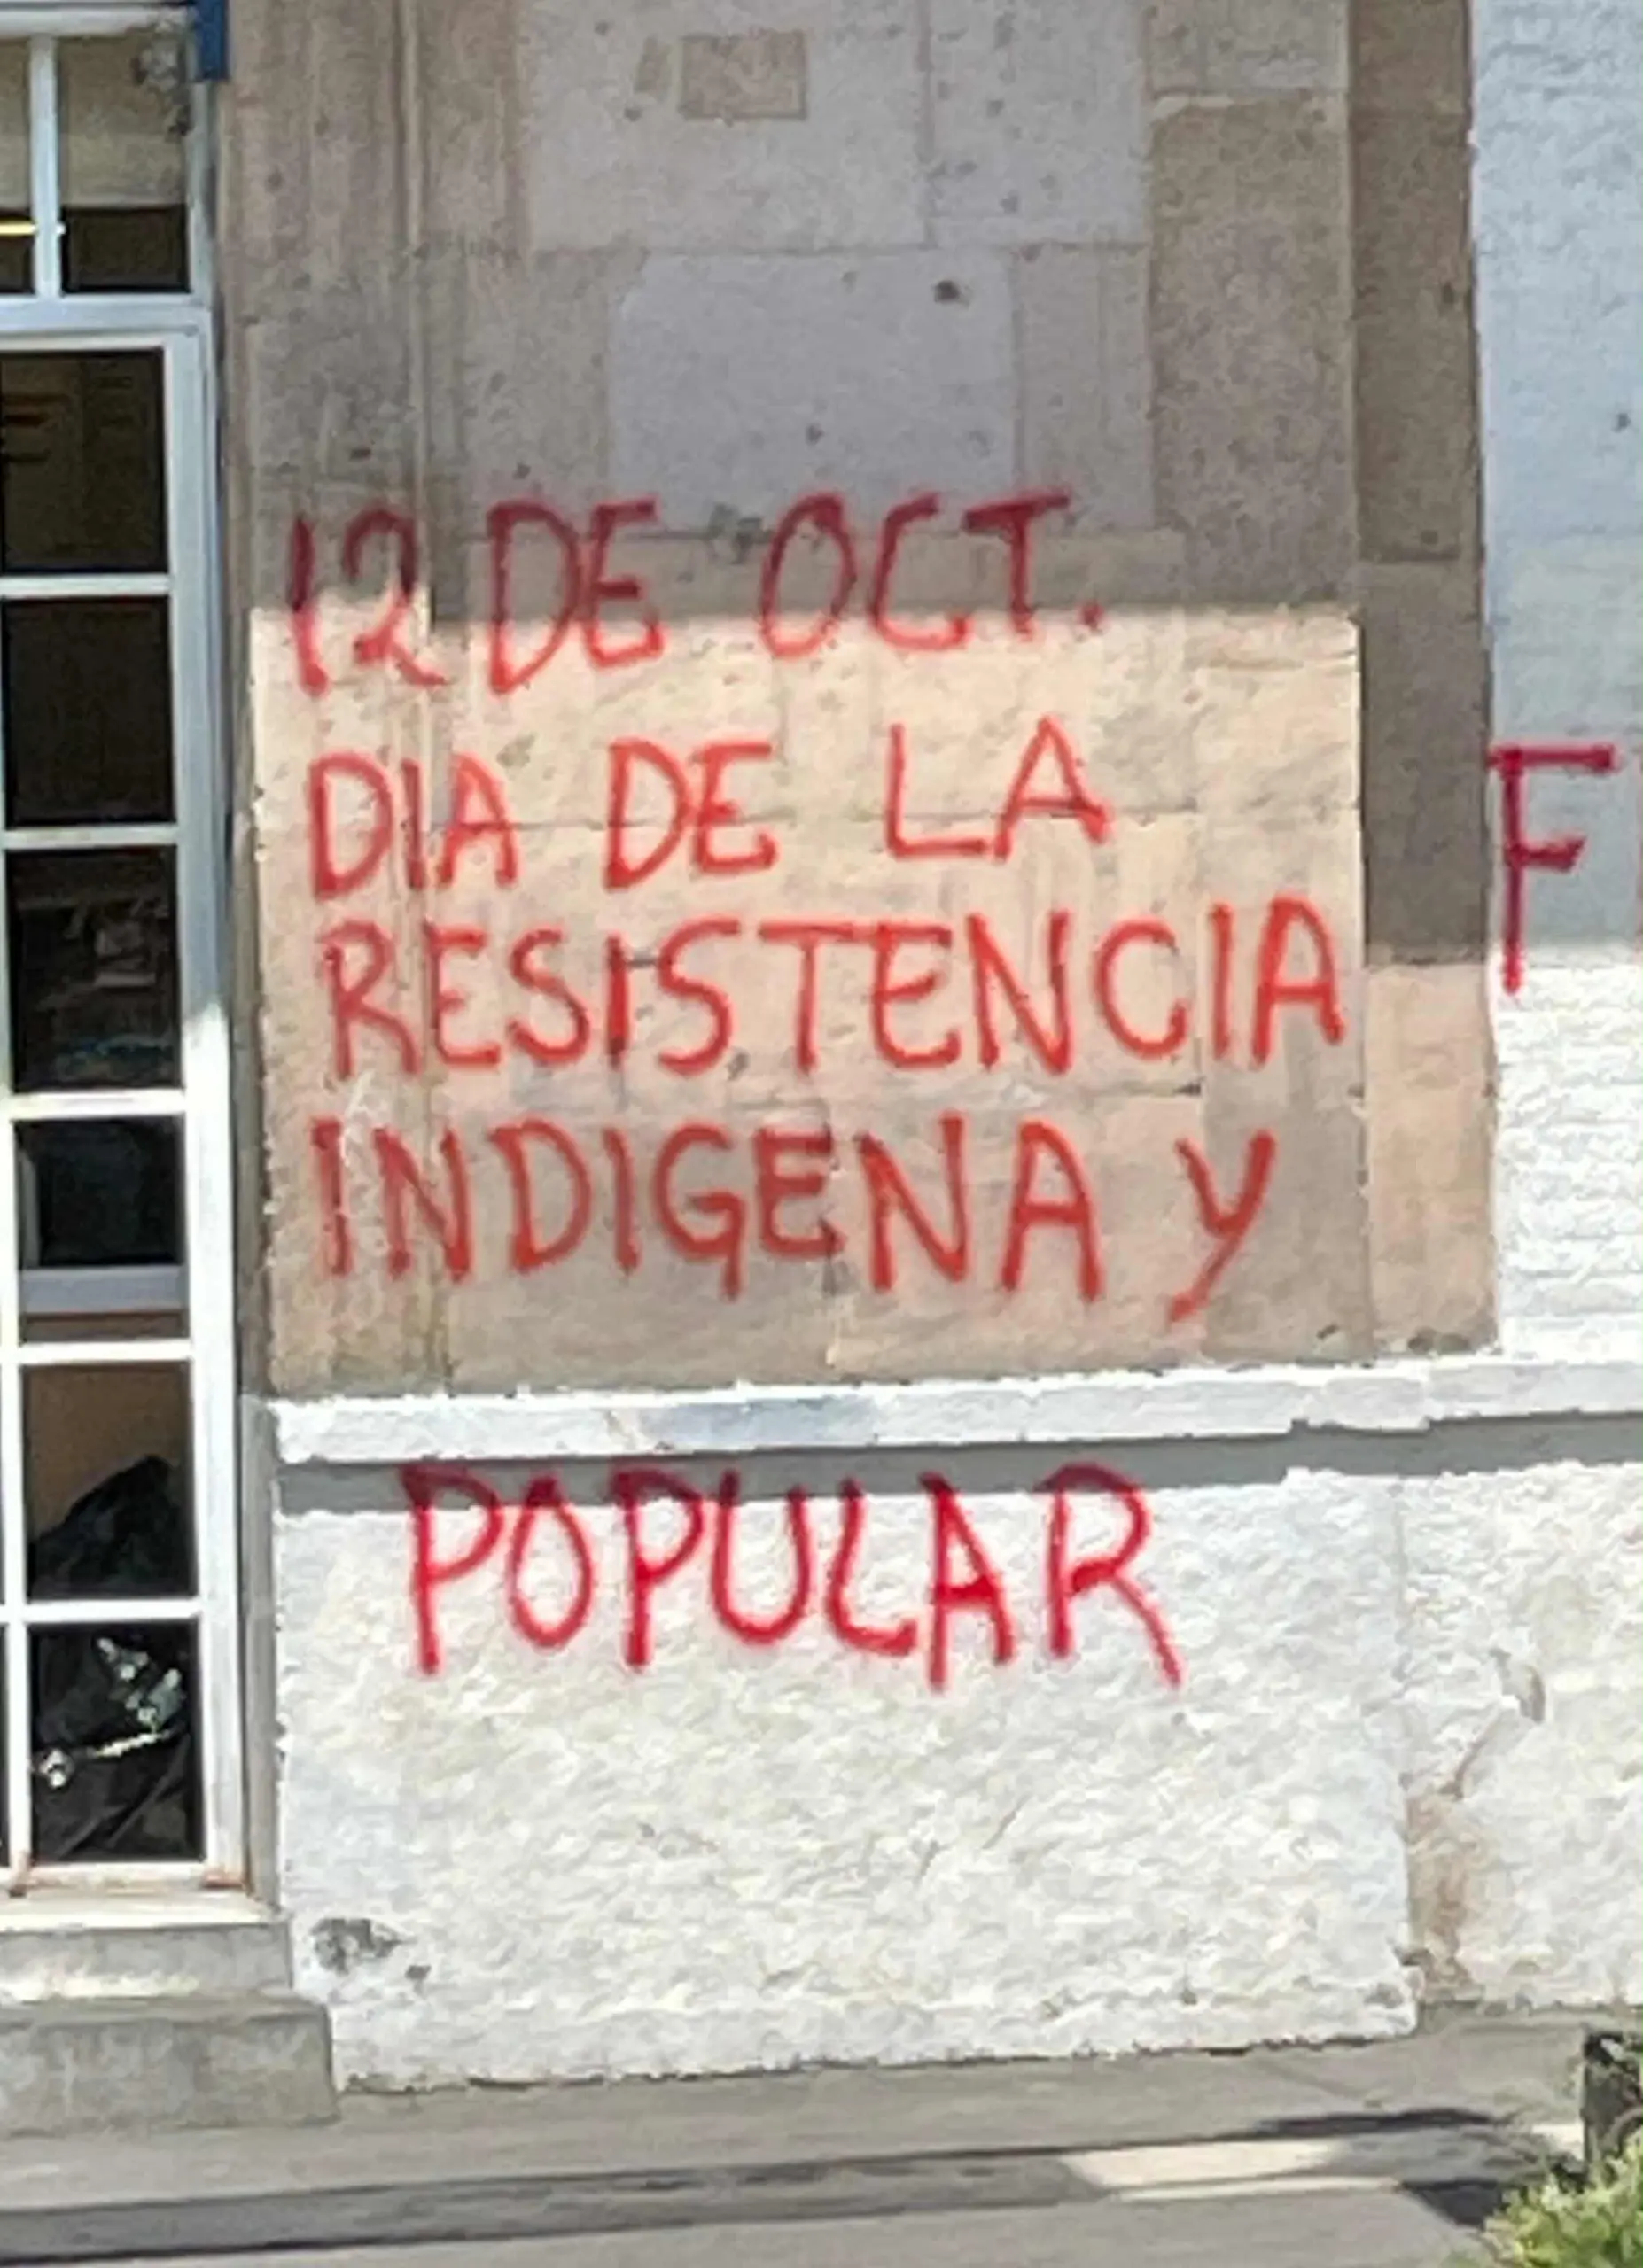 12 DE OCT.
DIA DE LA
RESISTENCIA
INDIGENA Y
POPULAR
F